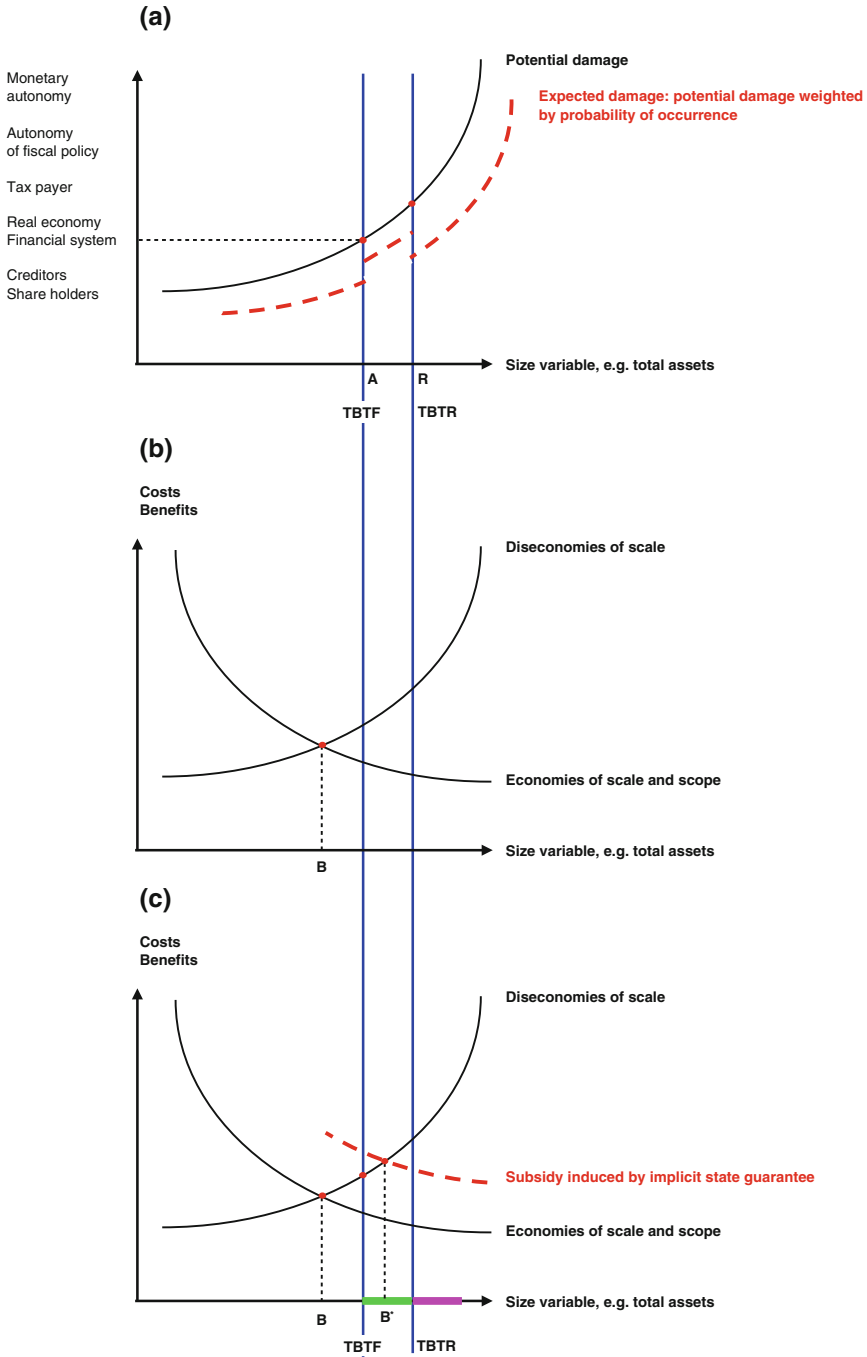 (a)
Monetary
autonomy
Autonomy
of fiscal policy
Tax payer
Real economy
Financial system
Creditors
Share holders
Potential damage
Expected damage: potential damage weighted
by probability of occurrence
Size variable, e.g. total assets
A
R
TBTF
TBTR
(b)
Costs
Benefits
Diseconomies of scale
Economies of scale and scope
Size variable, e.g. total assets
B
(c)
Costs
Benefits
Diseconomies of scale
Subsidy induced by implicit state guarantee
Economies of scale and scope
Size variable, e.g. total assets
B
B*
TBTF
TBTR